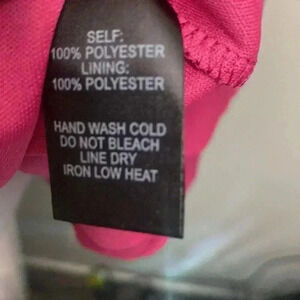 SELF:
100% POLYESTER
LINING:
100% POLYESTER
HAND WASH COLD
DO NOT BLEACH
LINE DRY
IRON LOW HEAT